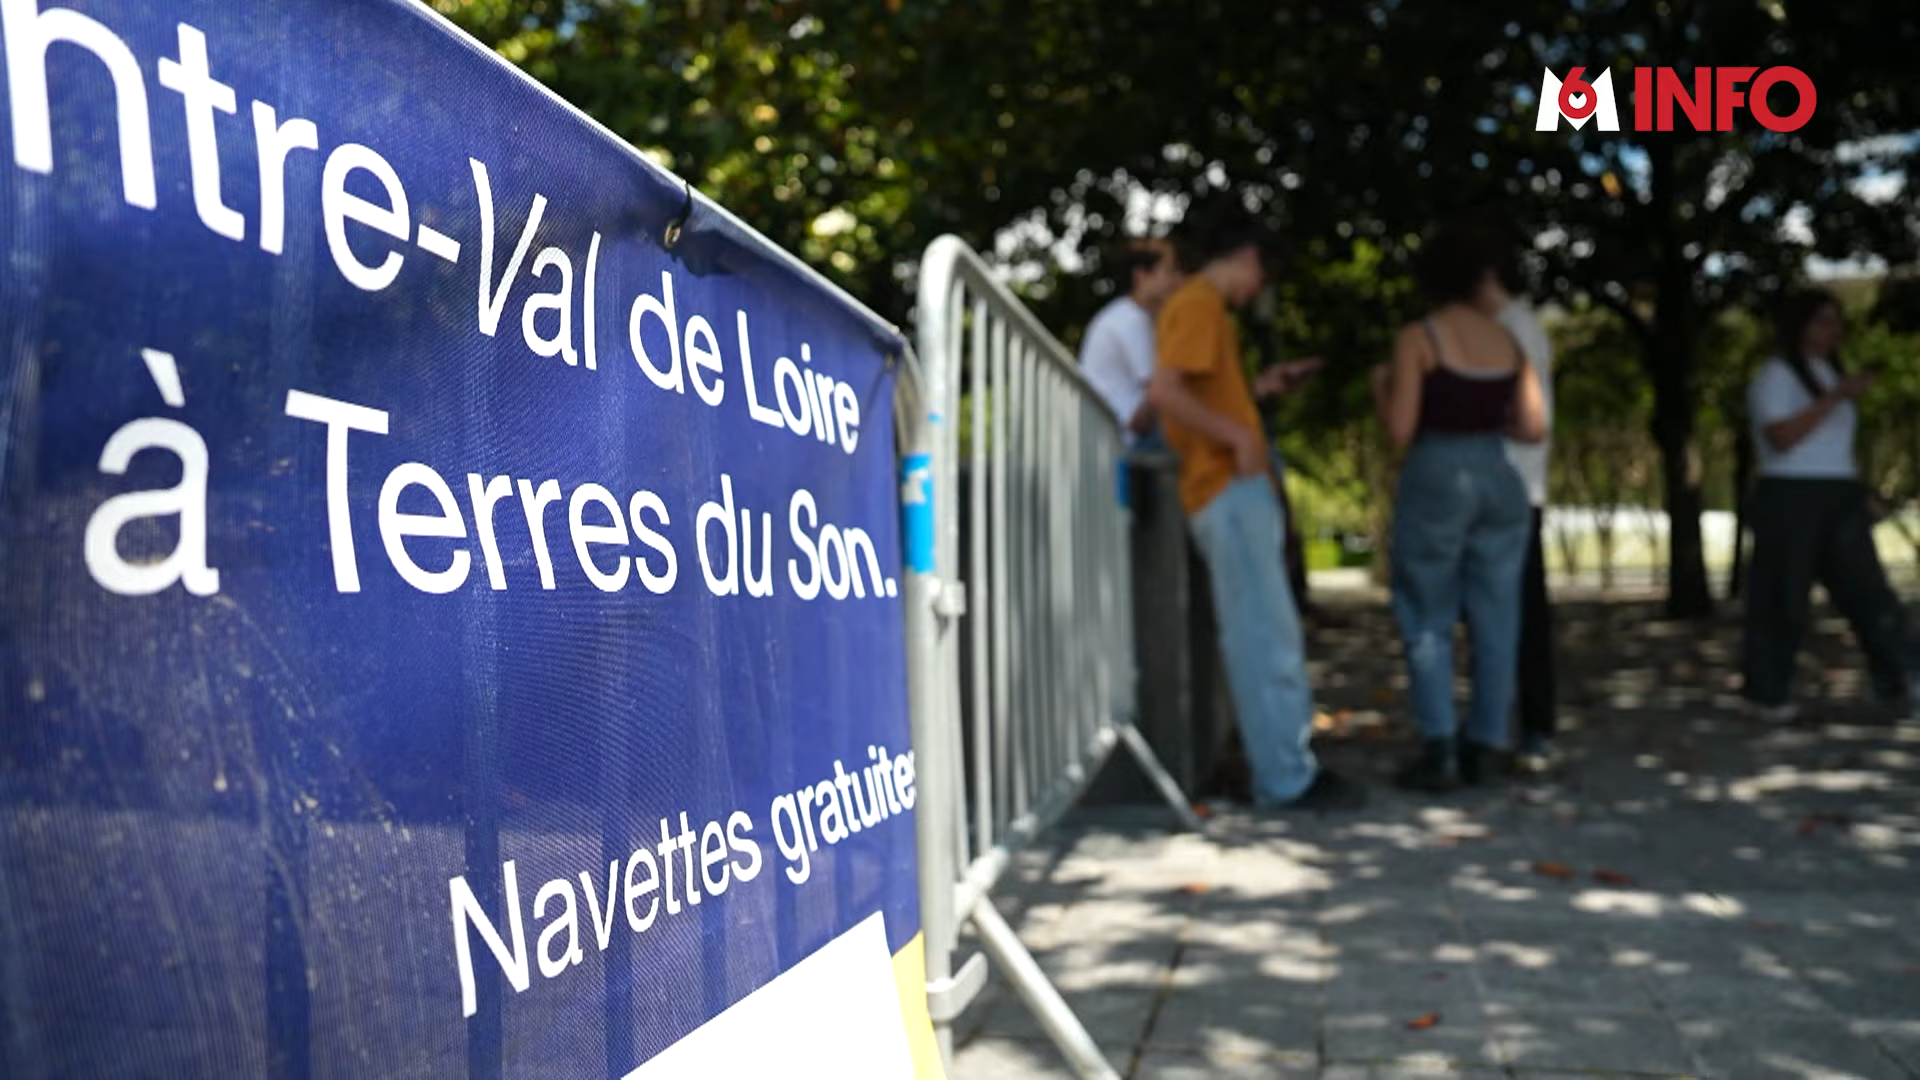 ntre-Val de Loire
à Terres du Son.
Navettes gratuites
M6 INFO